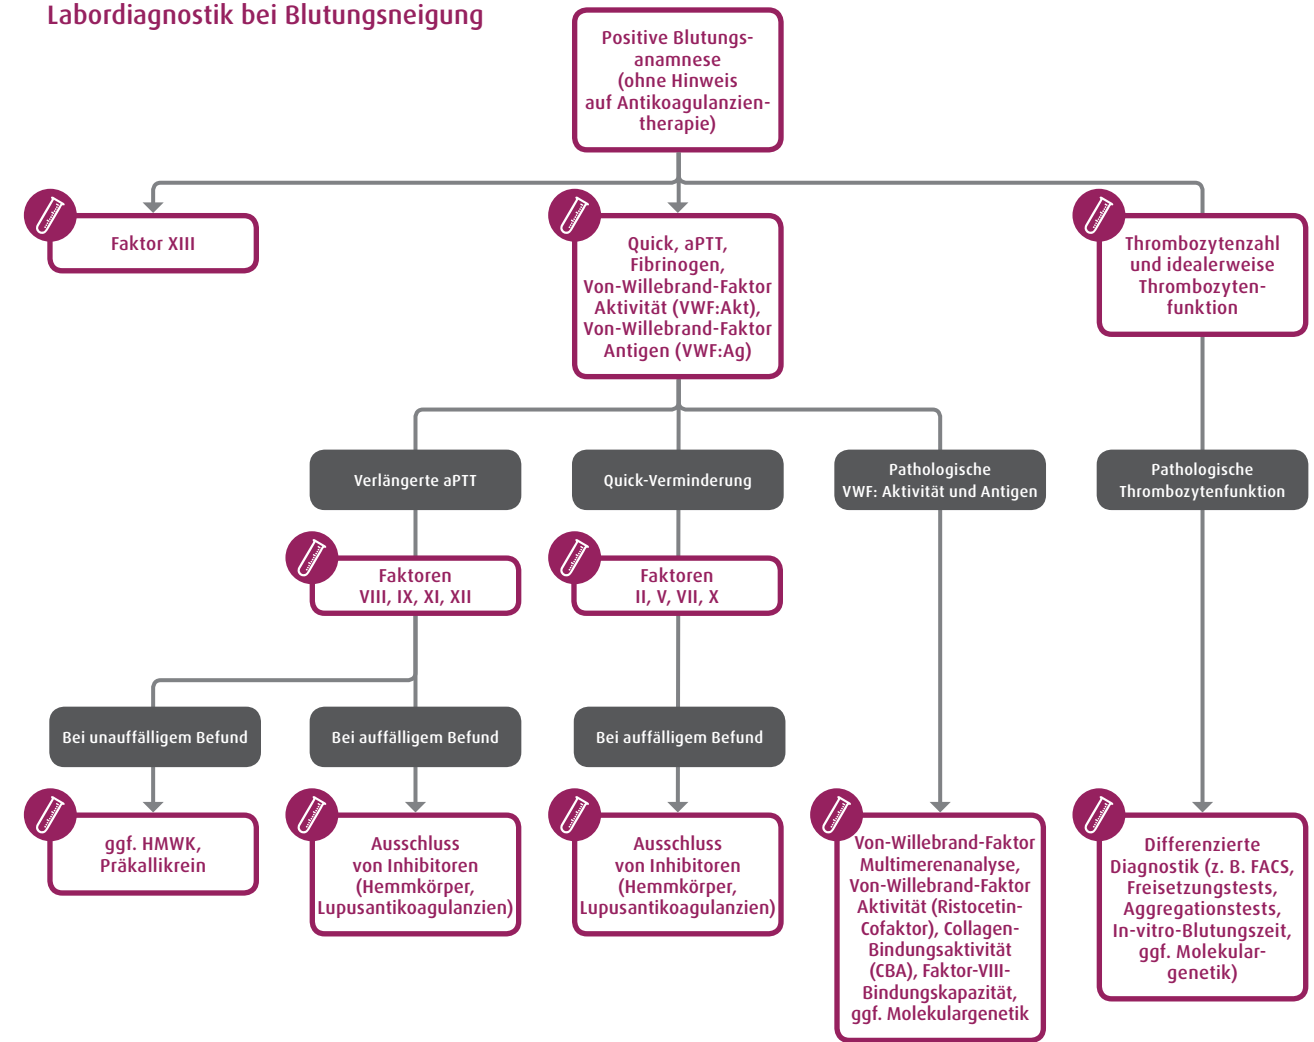 Labordiagnostik bei Blutungsneigung
Positive Blutungs-
anamnese
(ohne Hinweis
auf Antikoagulanzien-
therapie)
Faktor XIII
Quick, aPTT,
Fibrinogen,
Von-Willebrand-Faktor
Aktivität (VWF:Akt),
Von-Willebrand-Faktor
Antigen (VWF:Ag)
Thrombozytenzahl
und idealerweise
Thrombozyten-
funktion
Verlängerte aPTT
Quick-Verminderung
Pathologische
VWF: Aktivität und Antigen
Pathologische
Thrombozytenfunktion
Faktoren
VIII, IX, XI, XII
Faktoren
II, V, VII, X
Bei unauffälligem Befund
Bei auffälligem Befund
Bei auffälligem Befund
ggf. HMWK,
Präkallikrein
Ausschluss
von Inhibitoren
(Hemmkörper,
Lupusantikoagulanzien)
Ausschluss
von Inhibitoren
(Hemmkörper,
Lupusantikoagulanzien)
Von-Willebrand-Faktor
Multimerenanalyse,
Von-Willebrand-Faktor
Aktivität (Ristocetin-
Cofaktor), Collagen-
Bindungsaktivität
(CBA), Faktor-VIII-
Bindungskapazität,
ggf. Molekulargenetik
Differenzierte
Diagnostik (z. B. FACS,
Freisetzungstests,
Aggregationstests,
In-vitro-Blutungszeit,
ggf. Molekular-
genetik)